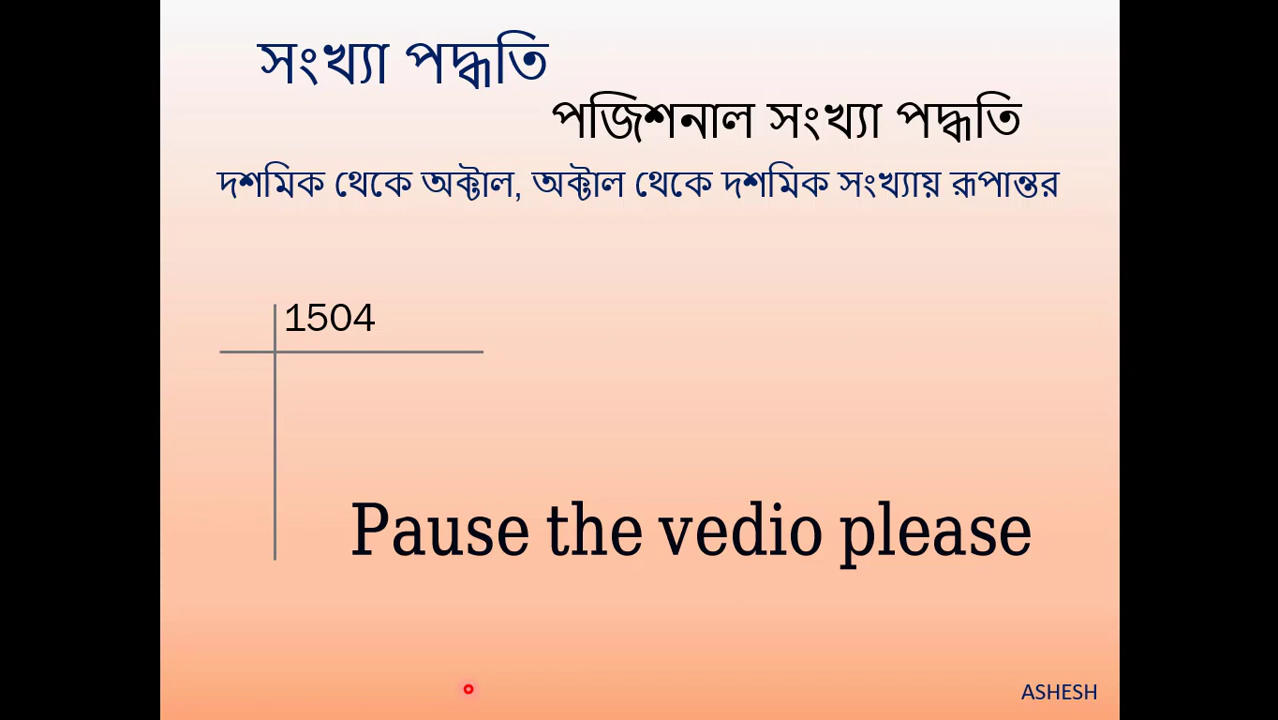 সংখ্যা পদ্ধতি
পজিশনাল সংখ্যা পদ্ধতি
দশমিক থেকে অক্টাল, অক্টাল থেকে দশমিক সংখ্যায় রূপান্তর
1504
Pause the vedio please
ASHESH